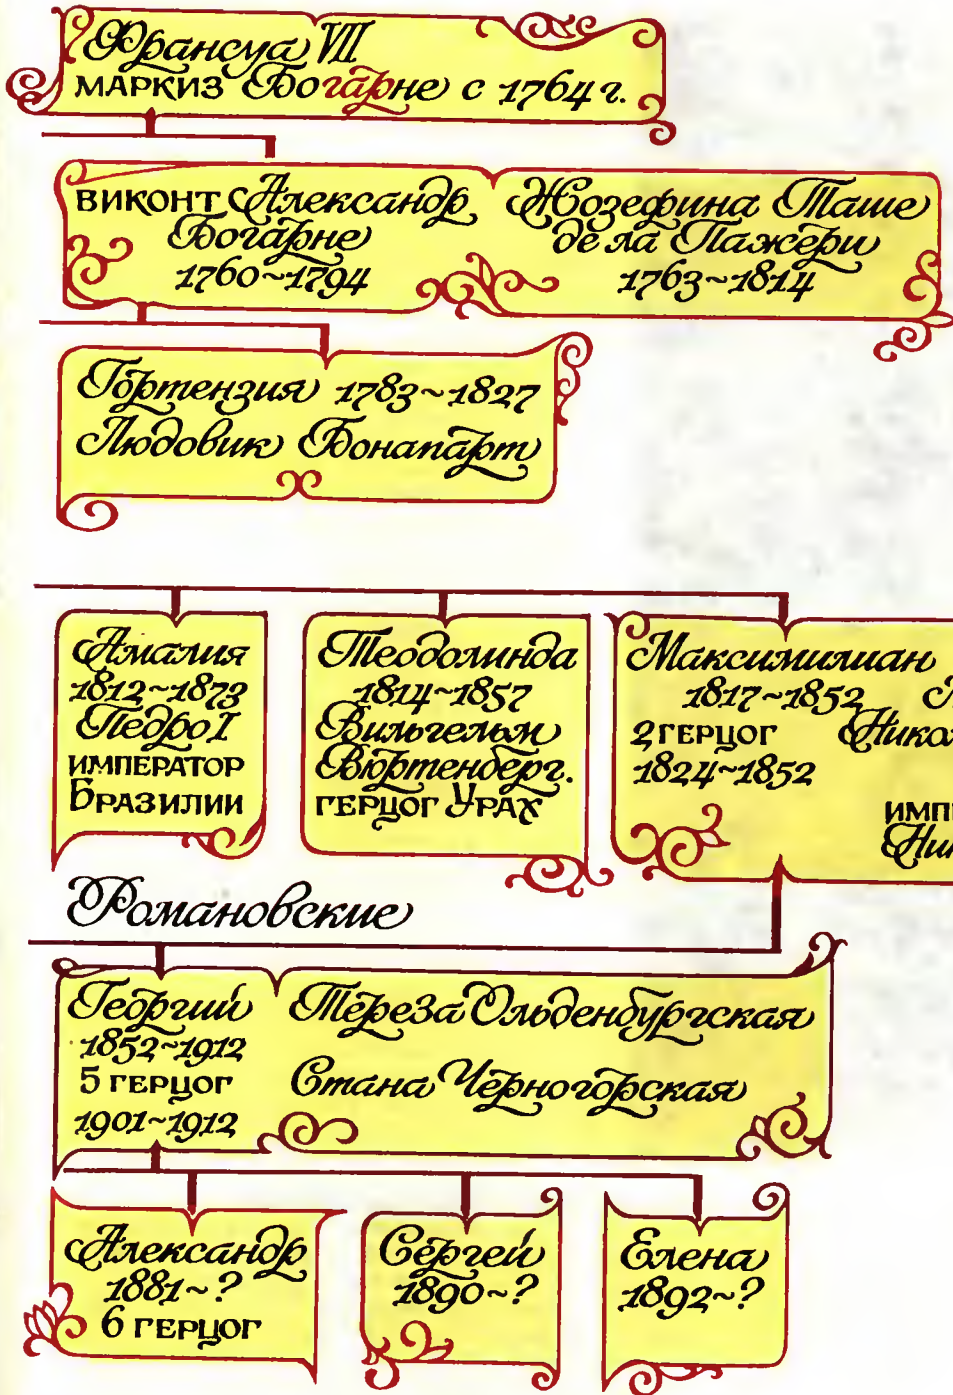 Франсуа VII
маркиз Богарне с 1764 г.
виконт Александр
Богарне
1760~1794
Жозефина Таше
де ла Пажери
1763~1814
Гортензия 1783~1827
Людовик Бонапарт
Амалия
1812~1873
Педро I
император
Бразилии
Теодолинда
1814~1857
Вильгельм
Вюртенберг.
герцог Урах
Максимилиан
1817~1852
2 герцог
1824~1852
Романовские
Георгий
1852~1912
5 герцог
1901~1912
Тереза Ольденбургская
Стана Черногорская
Александр
1881~?
6 герцог
Сергей
1890~?
Елена
1892~?